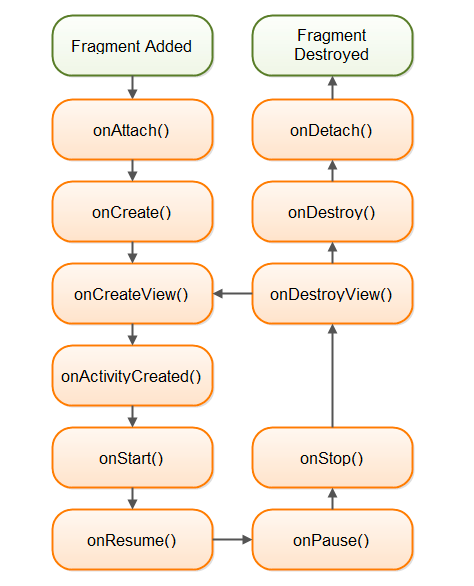 Fragment Added
onAttach()
onCreate()
onCreateView()
onActivityCreated()
onStart()
onResume()
Fragment
Destroyed
onDetach()
onDestroy()
onDestroyView()
onStop()
onPause()